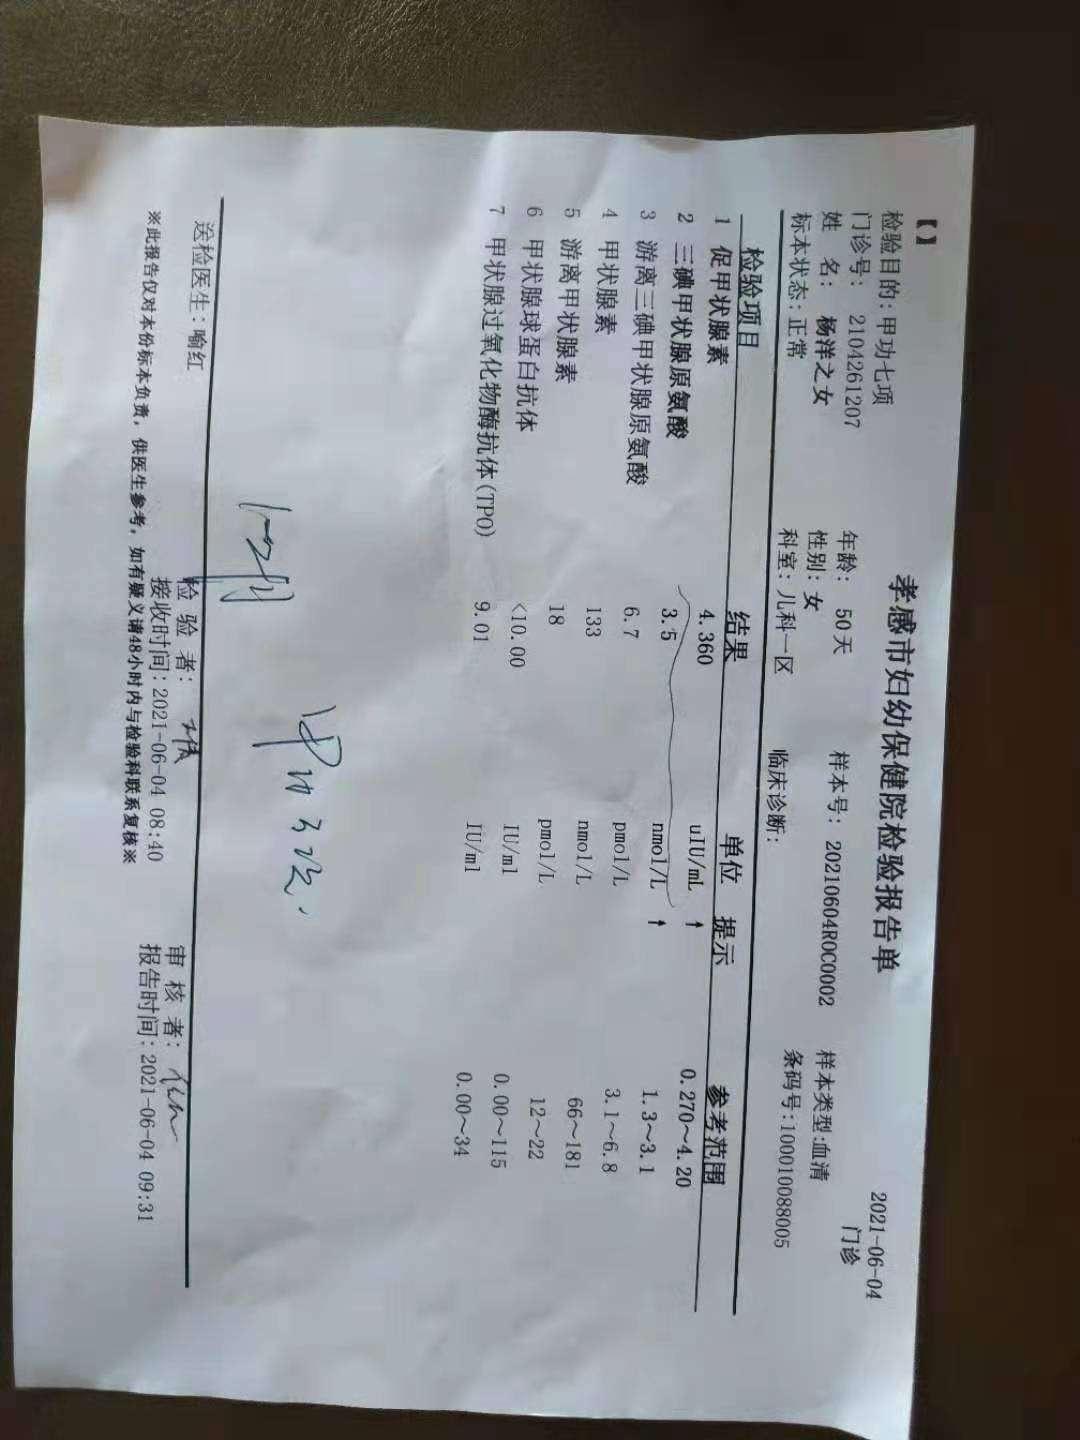 【】
孝感市妇幼保健院检验报告单
2021-06-04
检验目的:甲功七项 门诊
门诊号: 2104261207 年龄: 50天 样本号: 20210604ROC0002 样本类型:血清
姓 名: 杨洋之女 性别:女 条码号:100010088005
标本状态:正常 科室:儿科一区 临床诊断:
检验项目 结果 单位 提示 参考范围
1 促甲状腺素 4.360 uIU/mL ↑ 0.270~4.20
2 三碘甲状腺原氨酸 3.5 nmol/L ↑ 1.3~3.1
3 游离三碘甲状腺原氨酸 6.7 pmol/L 3.1~6.8
4 甲状腺素 133 nmol/L 66~181
5 游离甲状腺素 18 pmol/L 12~22
6 甲状腺球蛋白抗体 <10.00 IU/ml 0.00~115
7 甲状腺过氧化物酶抗体(TPO) 9.01 IU/ml 0.00~34
送检医生:喻红 检 验 者: 审 核 者:
接收时间:2021-06-04 08:40 报告时间:2021-06-04 09:31
※此报告仅对本份标本负责，供医生参考，如有疑义请48小时内与检验科联系复核※